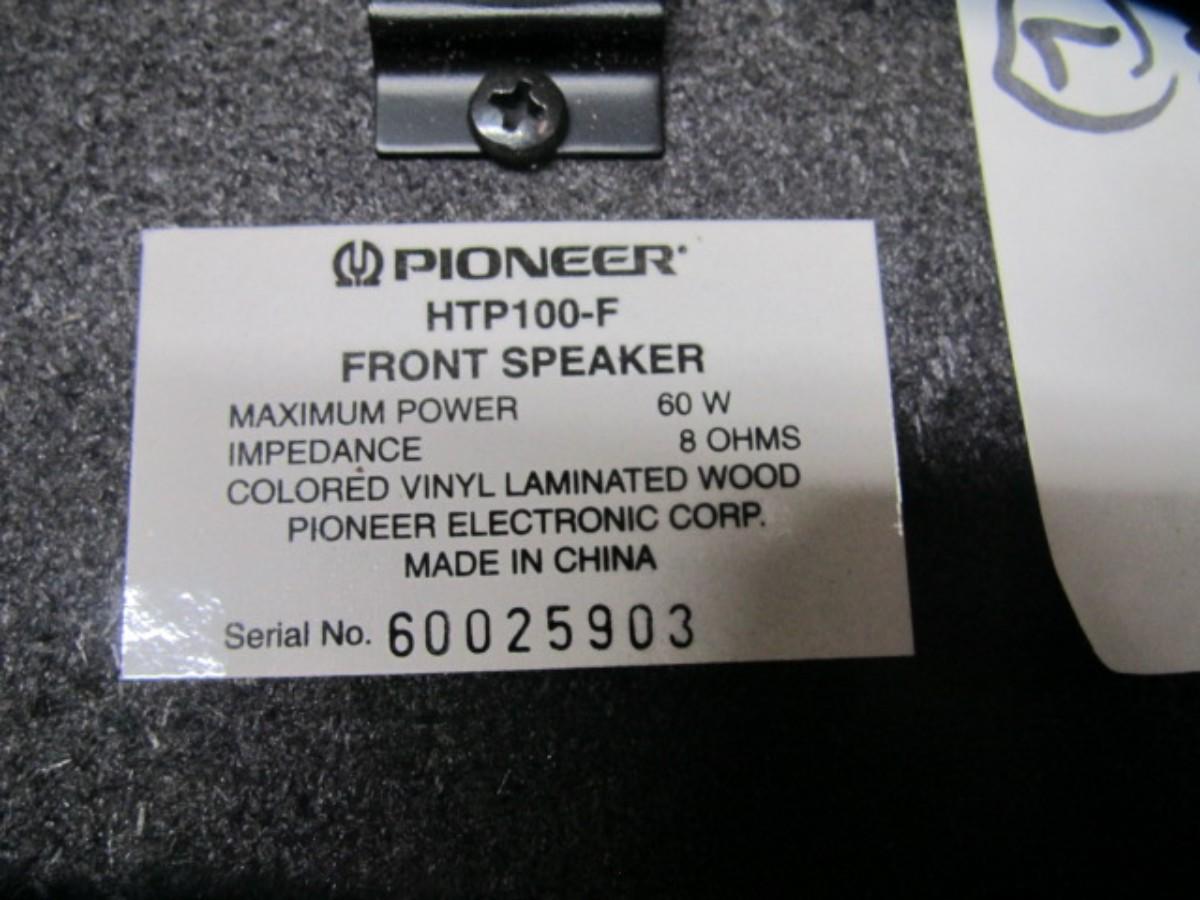 PIONEER
HTP100-F
FRONT SPEAKER
MAXIMUM POWER 60 W
IMPEDANCE 8 OHMS
COLORED VINYL LAMINATED WOOD
PIONEER ELECTRONIC CORP.
MADE IN CHINA
Serial No. 60025903